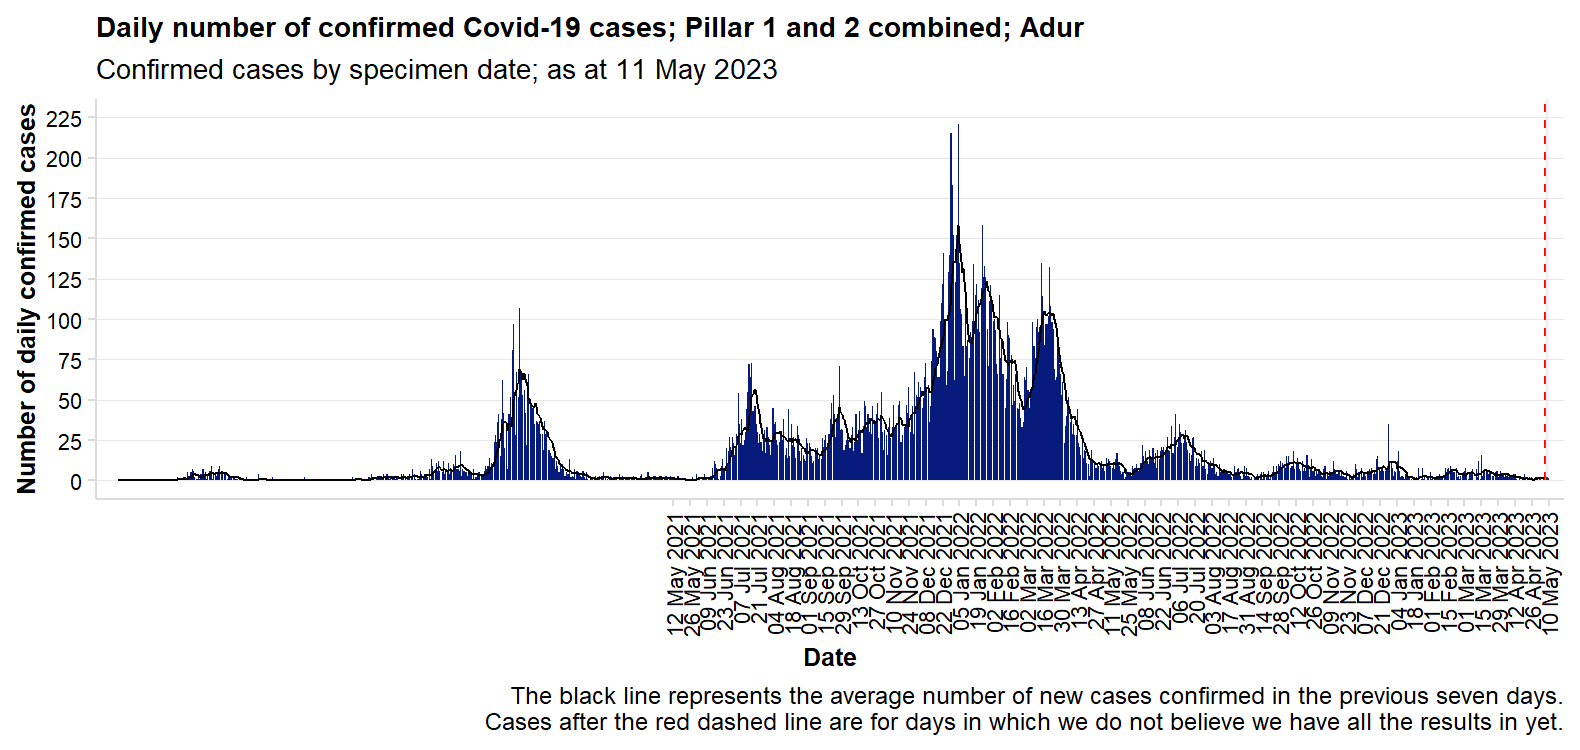 Daily number of confirmed Covid-19 cases; Pillar 1 and 2 combined; Adur
Confirmed cases by specimen date; as at 11 May 2023
Number of daily confirmed cases
225
200
175
150
125
100
75
50
25
0
12 May 2021
26 May 2021
09 Jun 2021
23 Jun 2021
07 Jul 2021
21 Jul 2021
04 Aug 2021
18 Aug 2021
01 Sep 2021
15 Sep 2021
29 Sep 2021
13 Oct 2021
27 Oct 2021
10 Nov 2021
24 Nov 2021
08 Dec 2021
22 Dec 2021
05 Jan 2022
19 Jan 2022
02 Feb 2022
16 Feb 2022
02 Mar 2022
16 Mar 2022
30 Mar 2022
13 Apr 2022
27 Apr 2022
11 May 2022
25 May 2022
08 Jun 2022
22 Jun 2022
06 Jul 2022
20 Jul 2022
03 Aug 2022
17 Aug 2022
31 Aug 2022
14 Sep 2022
28 Sep 2022
12 Oct 2022
26 Oct 2022
09 Nov 2022
23 Nov 2022
07 Dec 2022
21 Dec 2022
04 Jan 2023
18 Jan 2023
01 Feb 2023
15 Feb 2023
01 Mar 2023
15 Mar 2023
29 Mar 2023
12 Apr 2023
26 Apr 2023
10 May 2023
Date
The black line represents the average number of new cases confirmed in the previous seven days.
Cases after the red dashed line are for days in which we do not believe we have all the results in yet.